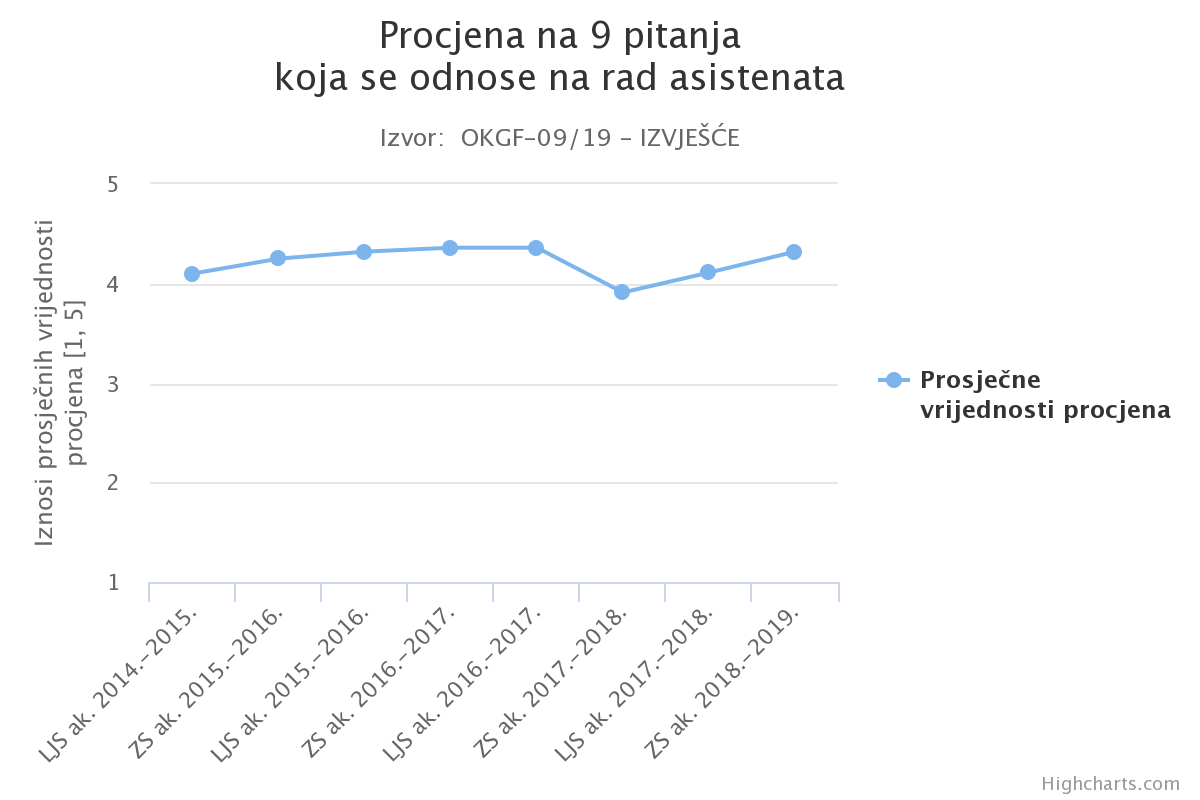 Procjena na 9 pitanja
koja se odnose na rad asistenata
Izvor:  OKGF-09/19 - IZVJEŠĆE
Iznosi prosječnih vrijednosti
procjena [1, 5]
5
4
3
2
1
LJS ak. 2014.-2015.
ZS ak. 2015.-2016.
LJS ak. 2015.-2016.
ZS ak. 2016.-2017.
LJS ak. 2016.-2017.
ZS ak. 2017.-2018.
LJS ak. 2017.-2018.
ZS ak. 2018.-2019.
Prosječne
vrijednosti procjena
Highcharts.com